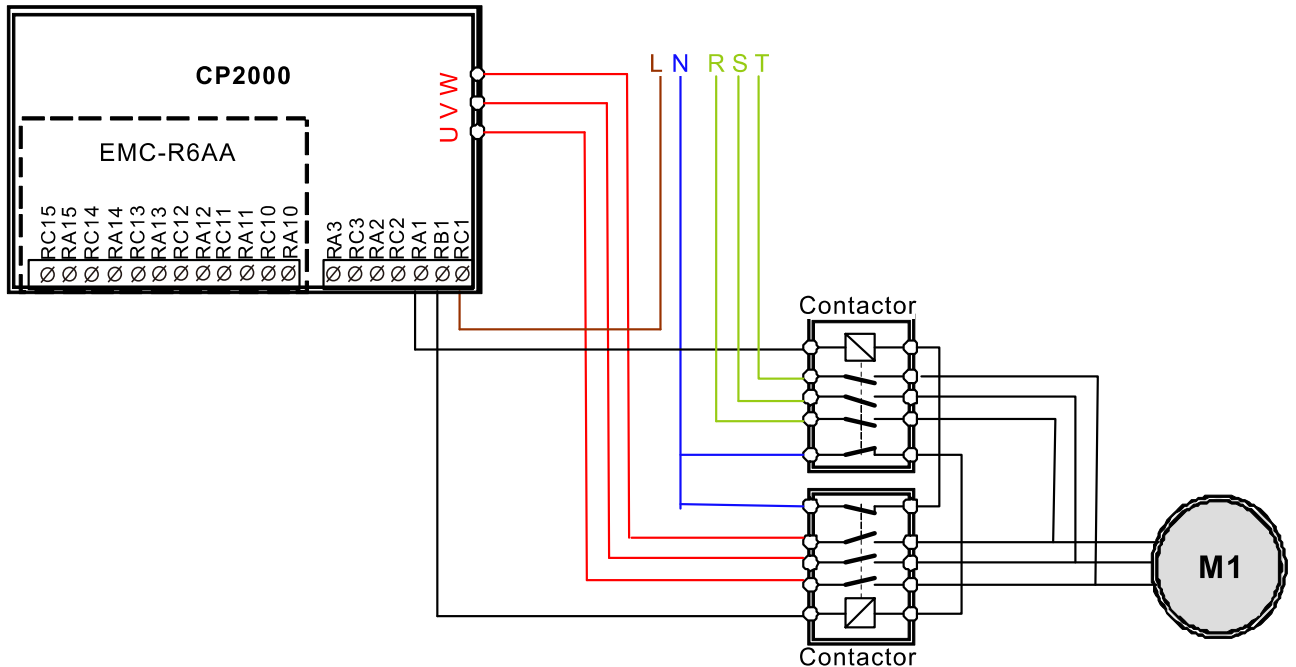 CP2000
U V W
EMC-R6AA
RC15
RA15
RC14
RA14
RC13
RA13
RC12
RA12
RC11
RA11
RC10
RA10
RA3
RC3
RA2
RC2
RA1
RB1
RC1
L N R S T
Contactor
M1
Contactor